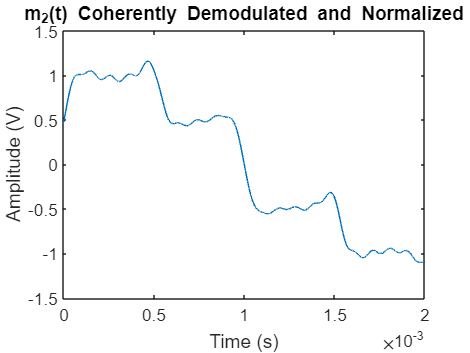 m₂(t) Coherently Demodulated and Normalized
1.5
1
0.5
0
-0.5
-1
-1.5
Amplitude (V)
0 0.5 1 1.5 2
Time (s) ×10⁻³